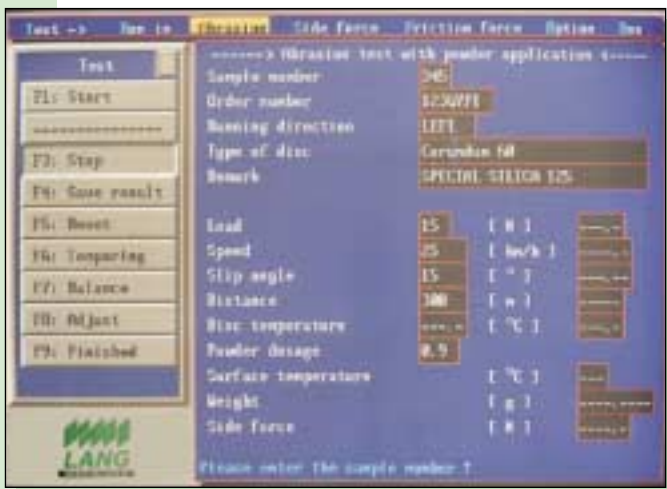 Test -> Run in Abrasion Side force Friction force Option
------> Abrasion test with powder application <-----
Test
F1: Start
F3: Stop
F4: Save result
F5: Reset
F6: Tempering
F7: Balance
F8: Adjust
F9: Finished
LANG
Sample number 345
Order number
Running direction LEFT
Type of disc Corundum 60
Remark SPECIAL SILICA 125
Load 15 [ N ] ---.-
Speed 25 [ km/h ] ---.-
Slip angle 15 [ ° ] ---.--
Distance 300 [ m ] -----
Disc temperature ---.- [ °C ] ---.-
Powder dosage 0.9
Surface temperature [ °C ] ---
Weight [ g ] ----.----
Side force [ N ] ----.-
Please enter the sample number !